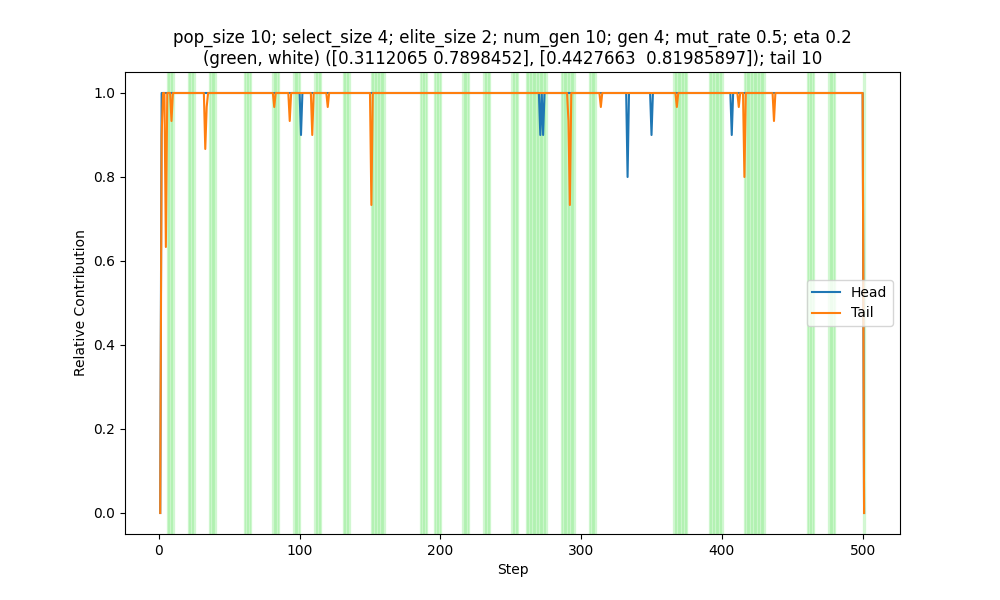 pop_size 10; select_size 4; elite_size 2; num_gen 10; gen 4; mut_rate 0.5; eta 0.2
(green, white) ([0.3112065 0.7898452], [0.4427663  0.81985897]); tail 10
1.0
0.8
0.6
0.4
0.2
0.0
Relative Contribution
Head
Tail
0
100
200
300
400
500
Step